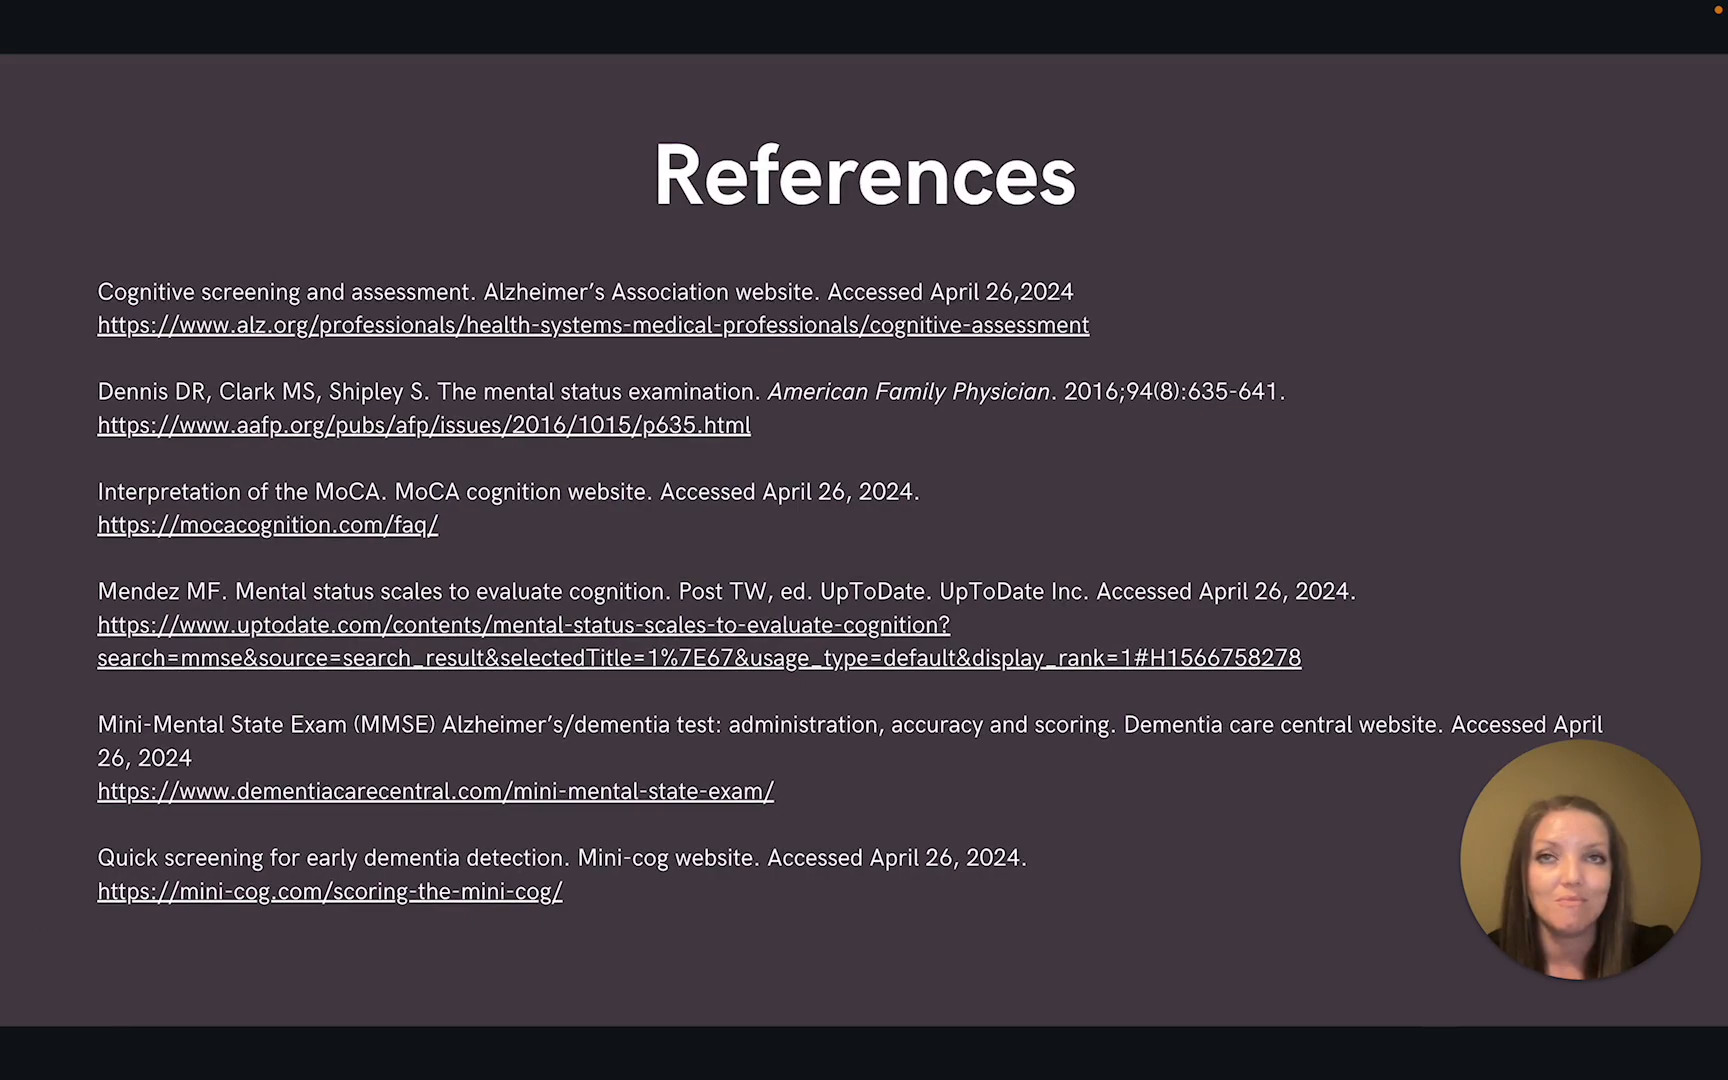 References
Cognitive screening and assessment. Alzheimer’s Association website. Accessed April 26,2024
https://www.alz.org/professionals/health-systems-medical-professionals/cognitive-assessment
Dennis DR, Clark MS, Shipley S. The mental status examination. American Family Physician. 2016;94(8):635-641.
https://www.aafp.org/pubs/afp/issues/2016/1015/p635.html
Interpretation of the MoCA. MoCA cognition website. Accessed April 26, 2024.
https://mocacognition.com/faq/
Mendez MF. Mental status scales to evaluate cognition. Post TW, ed. UpToDate. UpToDate Inc. Accessed April 26, 2024.
https://www.uptodate.com/contents/mental-status-scales-to-evaluate-cognition?
search=mmse&source=search_result&selectedTitle=1%7E67&usage_type=default&display_rank=1#H1566758278
Mini-Mental State Exam (MMSE) Alzheimer’s/dementia test: administration, accuracy and scoring. Dementia care central website. Accessed April
26, 2024
https://www.dementiacarecentral.com/mini-mental-state-exam/
Quick screening for early dementia detection. Mini-cog website. Accessed April 26, 2024.
https://mini-cog.com/scoring-the-mini-cog/